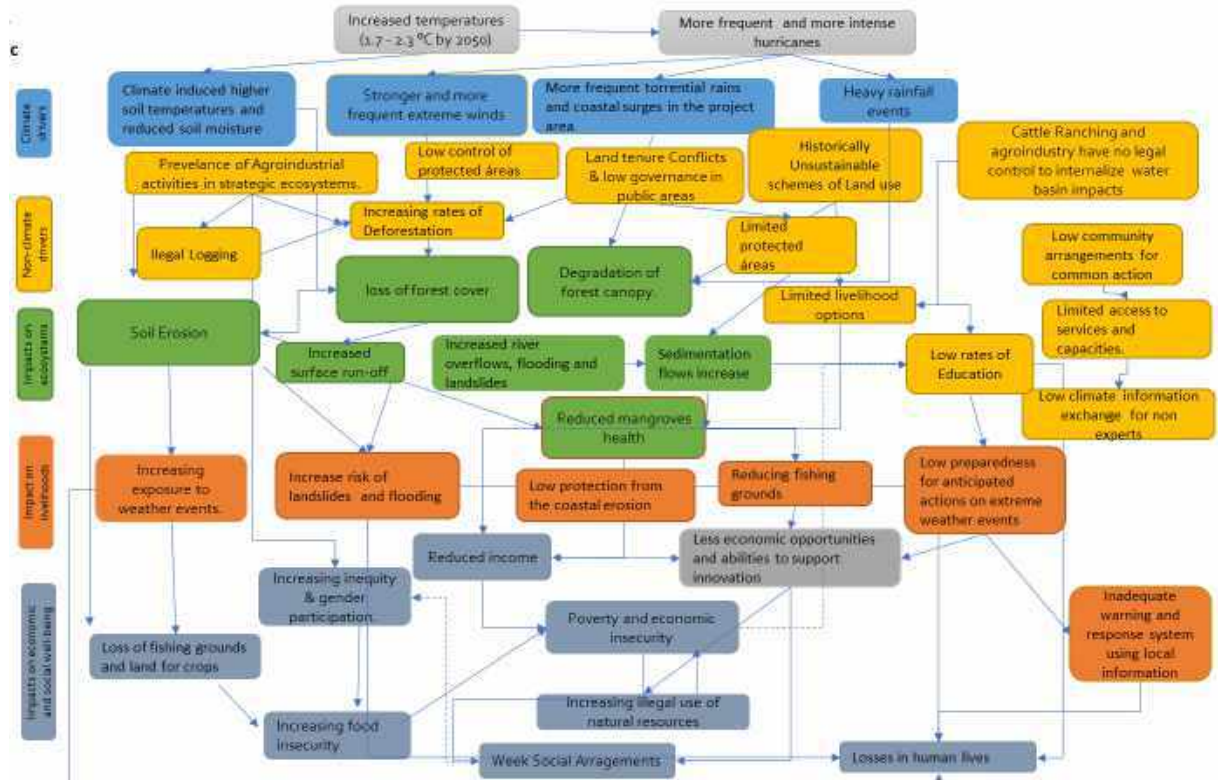 c
Increased temperatures
(1.7 - 2.3 ºC by 2050)
More frequent and more intense
hurricanes
Climate
drivers
Climate induced higher
soil temperatures and
reduced soil moisture
Stronger and more
frequent extreme winds
More frequent torrential rains
and coastal surges in the project
area.
Heavy rainfall
events
Non-climate
drivers
Prevelance of Agroindustrial
activities in strategic ecosystems.
Low control of
protected áreas
Land tenure Conflicts
& low governance in
public areas
Historically
Unsustainable
schemes of Land use
Cattle Ranching and
agroindustry have no legal
control to internalize water
basin impacts
Illegal Logging
Increasing rates of
Deforestation
Limited
protected
áreas
Low community
arrangements for
common action
loss of forest cover
Degradation of
forest canopy
Limited livelihood
options
Limited access to
services and
capacities.
Impacts on
ecosystams
Soil Erosion
Increased
surface run-off
Increased river
overflows, flooding and
landslides
Sedimentation
flows increase
Low rates of
Education
Low climate information
exchange for non
experts
Reduced mangroves
health
Impact on
livelihoods
Increasing
exposure to
weather events.
Increase risk of
landslides and flooding
Low protection from
the coastal erosion
Reducing fishing
grounds
Low preparedness
for anticipated
actions on extreme
weather events
Reduced income
Less economic opportunities
and abilities to support
innovation
Impacts on economic
and social well-being
Increasing inequity
& gender
participation.
Poverty and economic
insecurity
Inadequate
warning and
response system
using local
information
Loss of fishing grounds
and land for crops
Increasing illegal use of
natural resources
Increasing food
insecurity
Week Social Arragements
Losses in human lives